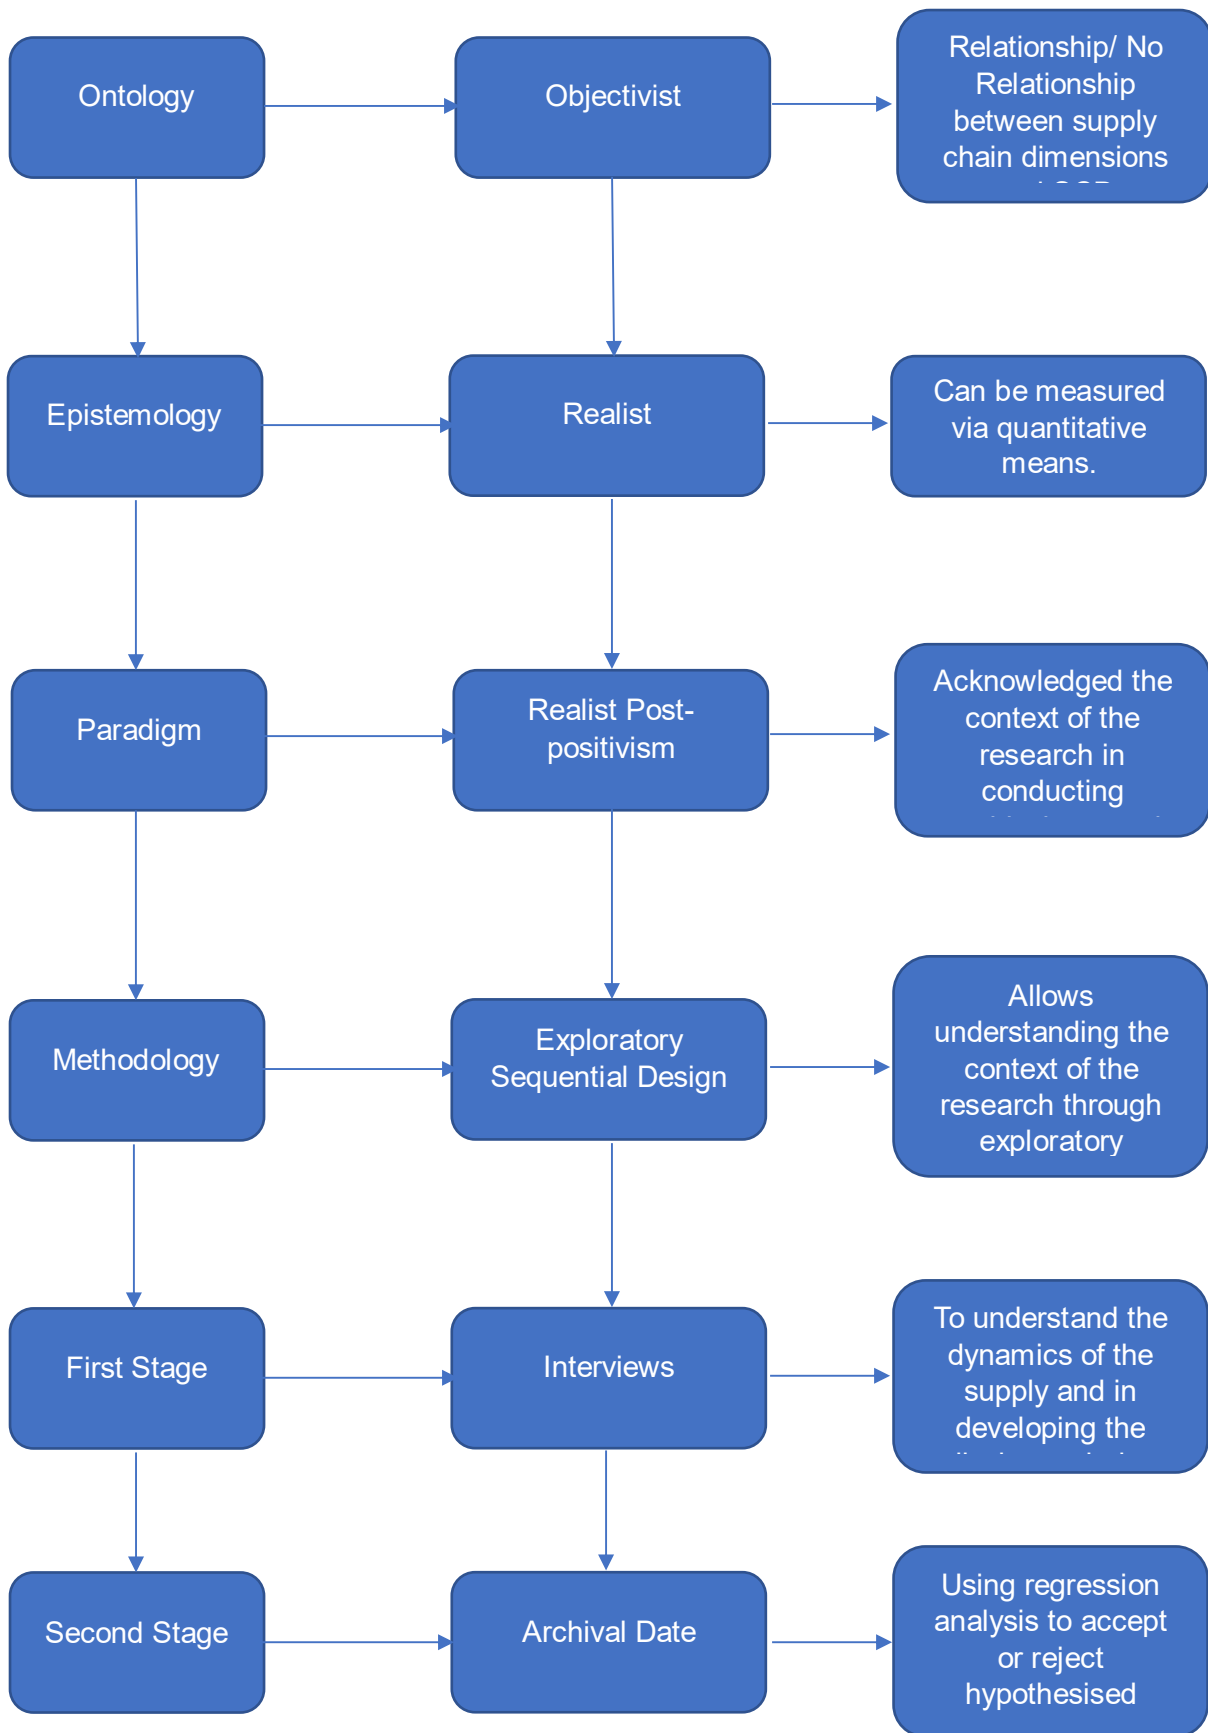 Ontology
Objectivist
Relationship/ No
Relationship
between supply
chain dimensions
Epistemology
Realist
Can be measured
via quantitative
means.
Paradigm
Realist Post-
positivism
Acknowledged the
context of the
research in
conducting
Methodology
Exploratory
Sequential Design
Allows
understanding the
context of the
research through
exploratory
First Stage
Interviews
To understand the
dynamics of the
supply and in
developing the
Second Stage
Archival Date
Using regression
analysis to accept
or reject
hypothesised